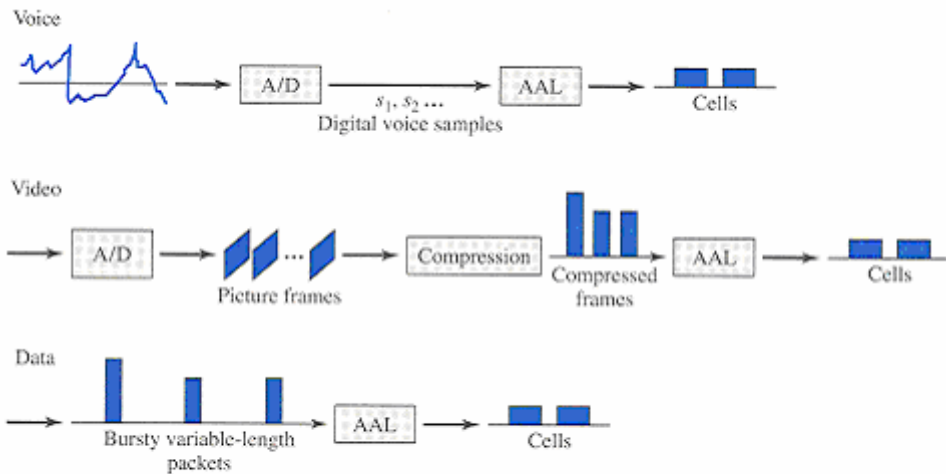 Voice
A/D
s1, s2 ...
Digital voice samples
AAL
Cells
Video
A/D
Picture frames
Compression
Compressed
frames
AAL
Cells
Data
Bursty variable-length
packets
AAL
Cells